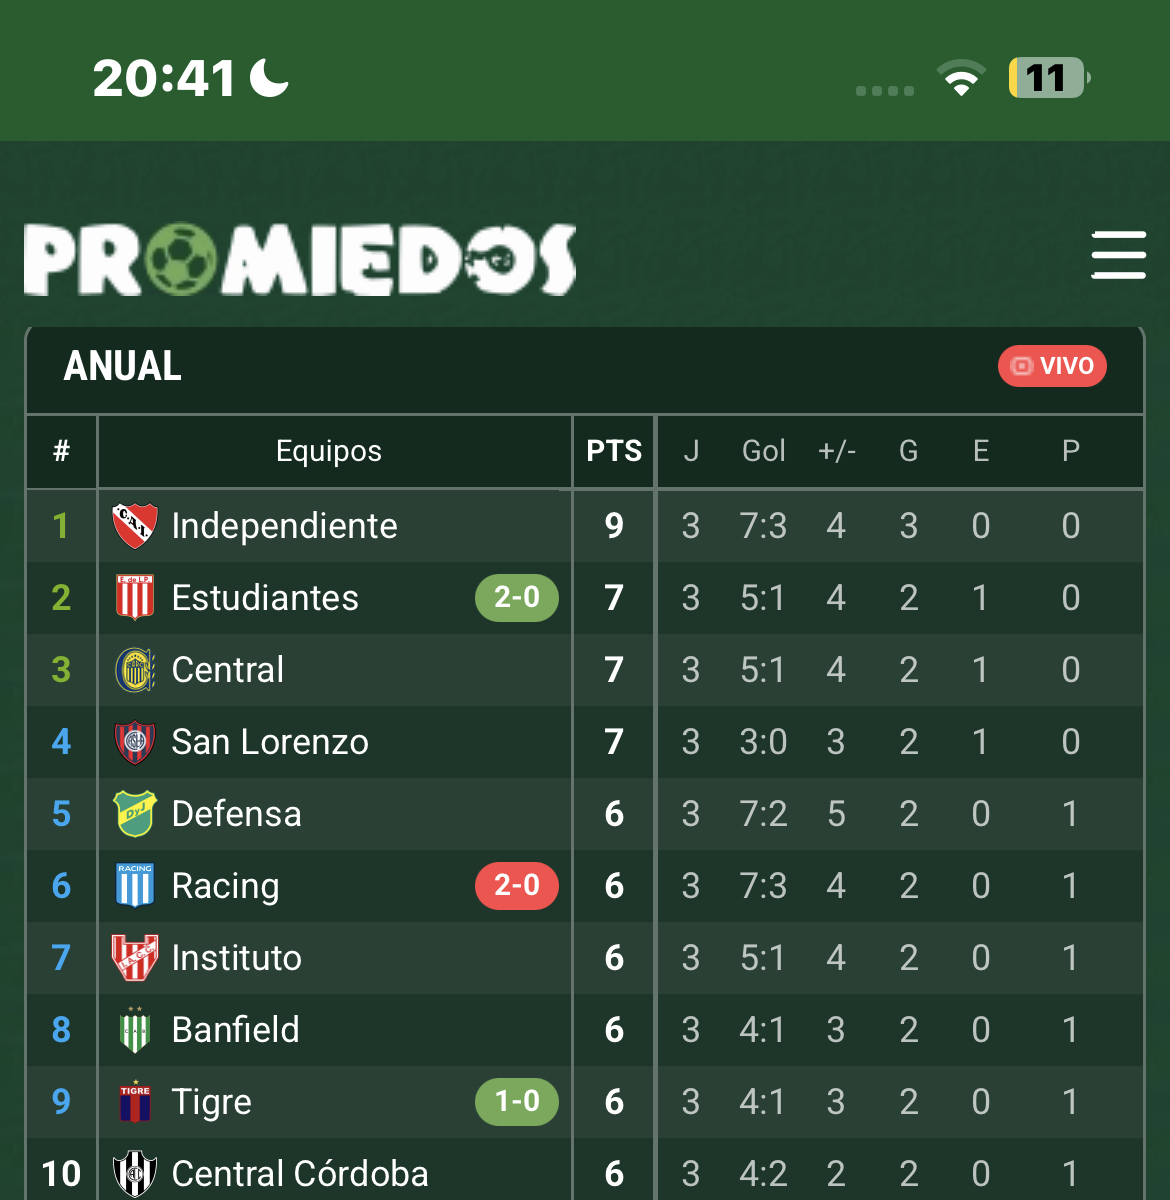 20:41
11
PROMIEDOS
ANUAL VIVO
# Equipos PTS J Gol +/- G E P
1 C.A.I. Independiente 9 3 7:3 4 3 0 0
2 E. de L.P. Estudiantes 2-0 7 3 5:1 4 2 1 0
3 Central 7 3 5:1 4 2 1 0
4 San Lorenzo 7 3 3:0 3 2 1 0
5 DyJ Defensa 6 3 7:2 5 2 0 1
6 RACING Racing 2-0 6 3 7:3 4 2 0 1
7 Instituto 6 3 5:1 4 2 0 1
8 Banfield 6 3 4:1 3 2 0 1
9 TIGRE Tigre 1-0 6 3 4:1 3 2 0 1
10 Central Córdoba 6 3 4:2 2 2 0 1